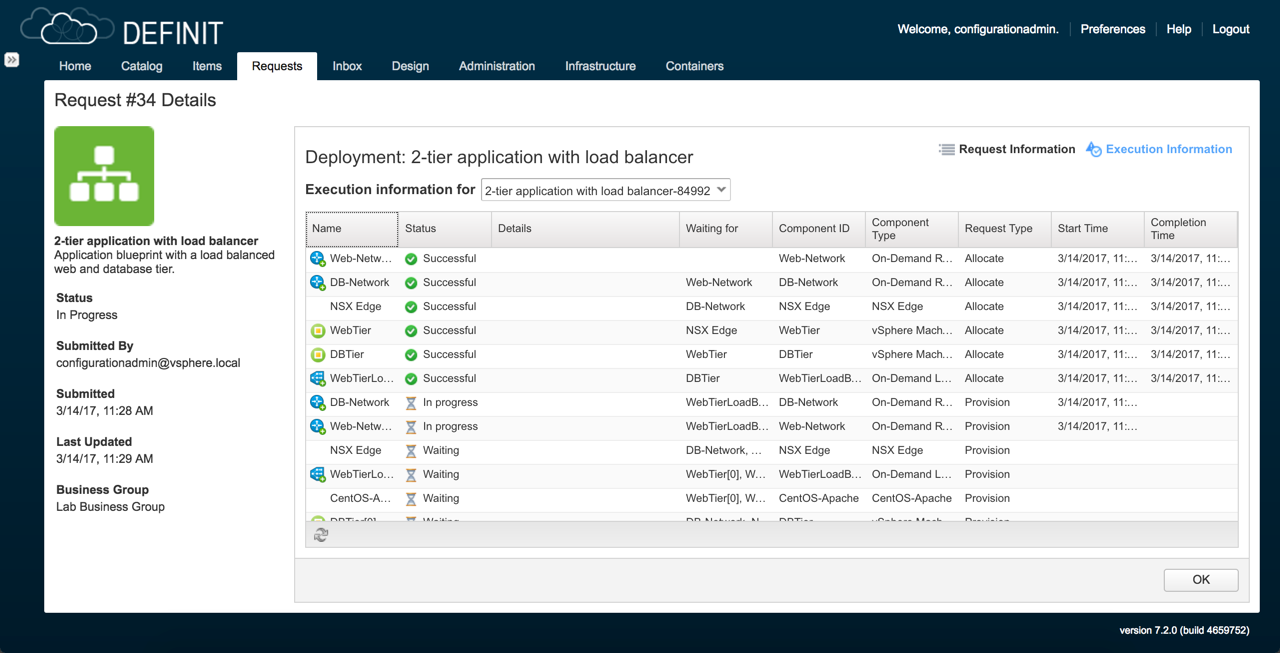 DEFINIT
Welcome, configurationadmin. Preferences Help Logout
Home Catalog Items Requests Inbox Design Administration Infrastructure Containers
Request #34 Details
2-tier application with load balancer
Application blueprint with a load balanced
web and database tier.
Status
In Progress
Submitted By
configurationadmin@vsphere.local
Submitted
3/14/17, 11:28 AM
Last Updated
3/14/17, 11:29 AM
Business Group
Lab Business Group
Request Information Execution Information
Deployment: 2-tier application with load balancer
Execution information for 2-tier application with load balancer-84992
Name Status Details Waiting for Component ID Component Type Request Type Start Time Completion Time
Web-Netw... Successful Web-Network On-Demand R... Allocate 3/14/2017, 11:... 3/14/2017, 11:...
DB-Network Successful Web-Network DB-Network On-Demand R... Allocate 3/14/2017, 11:... 3/14/2017, 11:...
NSX Edge Successful DB-Network NSX Edge NSX Edge Allocate 3/14/2017, 11:... 3/14/2017, 11:...
WebTier Successful NSX Edge WebTier vSphere Mach... Allocate 3/14/2017, 11:... 3/14/2017, 11:...
DBTier Successful WebTier DBTier vSphere Mach... Allocate 3/14/2017, 11:... 3/14/2017, 11:...
WebTierLo... Successful DBTier WebTierLoadB... On-Demand L... Allocate 3/14/2017, 11:... 3/14/2017, 11:...
DB-Network In progress WebTierLoadB... DB-Network On-Demand R... Provision 3/14/2017, 11:...
Web-Netw... In progress WebTierLoadB... Web-Network On-Demand R... Provision 3/14/2017, 11:...
NSX Edge Waiting DB-Network, ... NSX Edge NSX Edge Provision
WebTierLo... Waiting WebTier[0], W... WebTierLoadB... On-Demand L... Provision
CentOS-A... Waiting WebTier[0], W... CentOS-Apache CentOS-Apache Provision
DBTier[0] Waiting DB-Network, N... DBTier vSphere Mach... Provision
OK
version 7.2.0 (build 4659752)